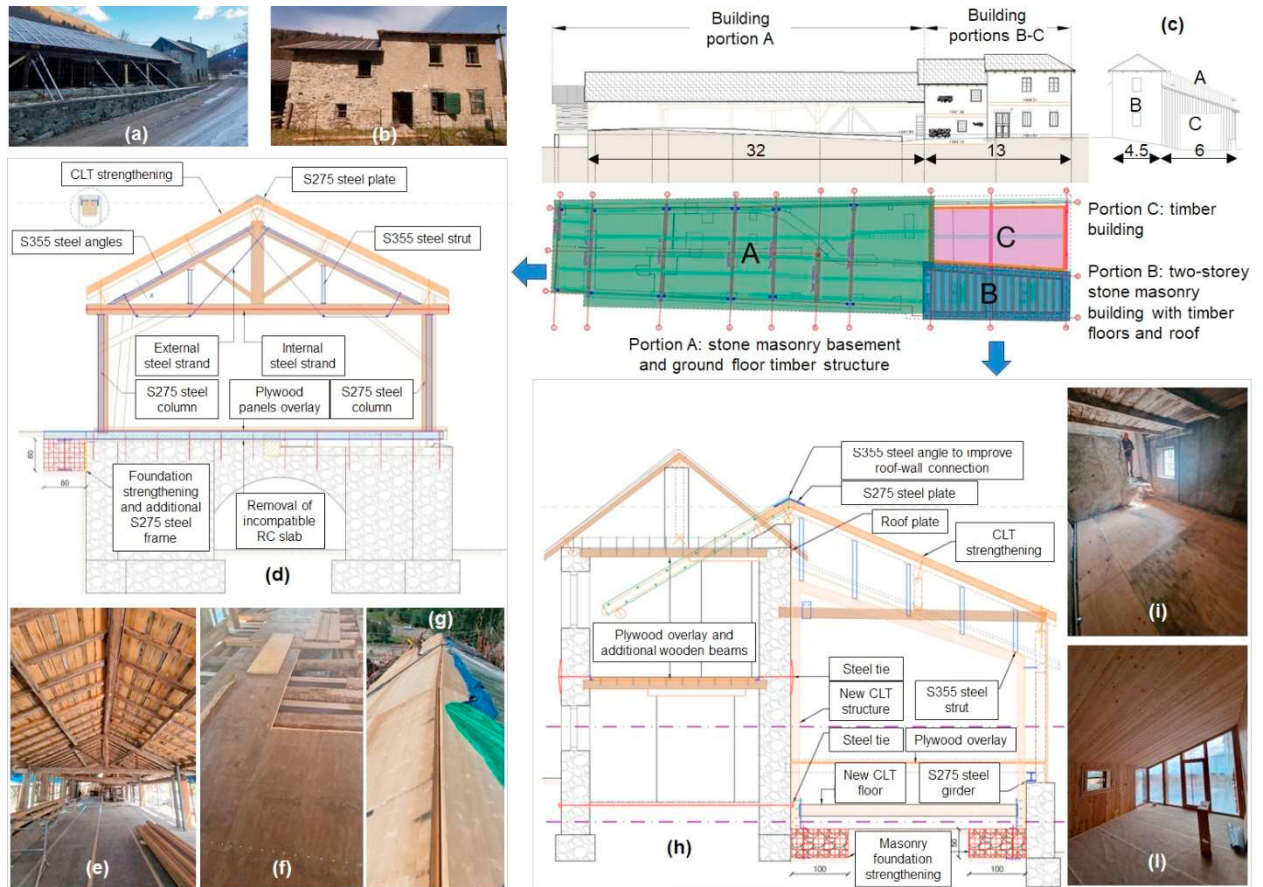 (a)
(b)
Building
portion A
Building
portions B-C
(c)
A
B
C
32
13
4.5
6
A
C
B
Portion C: timber
building
Portion B: two-storey
stone masonry
building with timber
floors and roof
Portion A: stone masonry basement
and ground floor timber structure
CLT strengthening
S275 steel plate
S355 steel angles
S355 steel strut
External
steel strand
Internal
steel strand
S275 steel
column
Plywood
panels overlay
S275 steel
column
60
60
Foundation
strengthening
and additional
S275 steel
frame
Removal of
incompatible
RC slab
(d)
(e)
(f)
(g)
S355 steel angle to improve
roof-wall connection
S275 steel plate
Roof plate
CLT
strengthening
Plywood overlay and
additional wooden beams
Steel tie
New CLT
structure
S355 steel
strut
Steel tie
Plywood overlay
New CLT
floor
S275 steel
girder
(h)
100
Masonry
foundation
strengthening
100
(i)
(l)